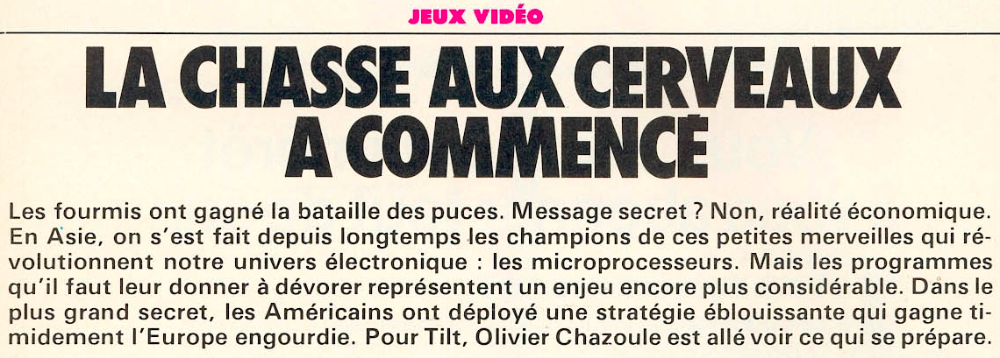 JEUX VIDÉO
LA CHASSE AUX CERVEAUX
A COMMENCÉ
Les fourmis ont gagné la bataille des puces. Message secret ? Non, réalité économique.
En Asie, on s'est fait depuis longtemps les champions de ces petites merveilles qui ré-
volutionnent notre univers électronique : les microprocesseurs. Mais les programmes
qu'il faut leur donner à dévorer représentent un enjeu encore plus considérable. Dans le
plus grand secret, les Américains ont déployé une stratégie éblouissante qui gagne ti-
midement l'Europe engourdie. Pour Tilt, Olivier Chazoule est allé voir ce qui se prépare.